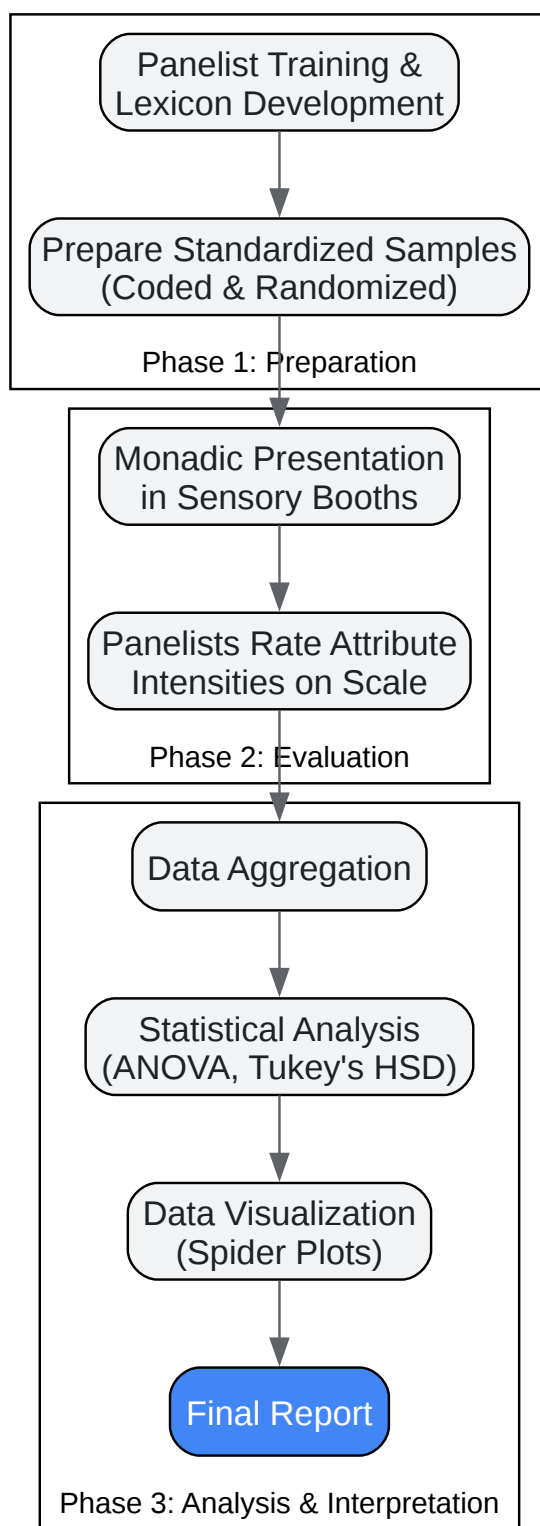 Panelist Training &
Lexicon Development
Prepare Standardized Samples
(Coded & Randomized)
Phase 1: Preparation
Monadic Presentation
in Sensory Booths
Panelists Rate Attribute
Intensities on Scale
Phase 2: Evaluation
Data Aggregation
Statistical Analysis
(ANOVA, Tukey's HSD)
Data Visualization
(Spider Plots)
Final Report
Phase 3: Analysis & Interpretation